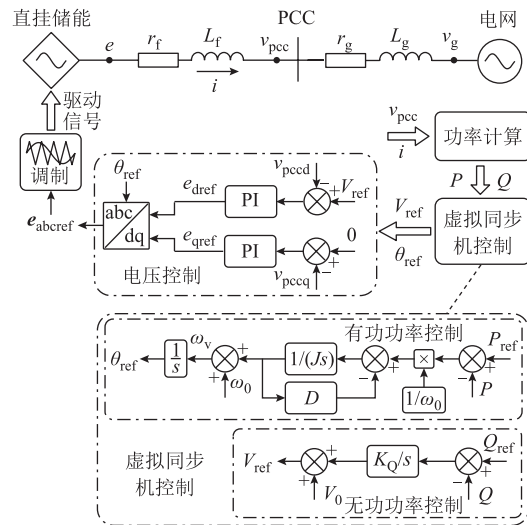 直挂储能
PCC
电网
e
r_f
L_f
v_pcc
r_g
L_g
v_g
i
驱动
信号
调制
e_abcref
v_pcc
i
功率计算
P
Q
虚拟同步
机控制
V_ref
θ_ref
θ_ref
abc
dq
e_dref
PI
v_pccd
−
+
V_ref
e_qref
PI
0
−
+
v_pccq
电压控制
有功功率控制
θ_ref
1/s
ω_v
+
+
ω_0
1/(Js)
D
+
−
×
1/ω_0
P_ref
+
−
P
虚拟同步
机控制
V_ref
+
+
V_0
K_Q/s
Q_ref
+
−
Q
无功功率控制